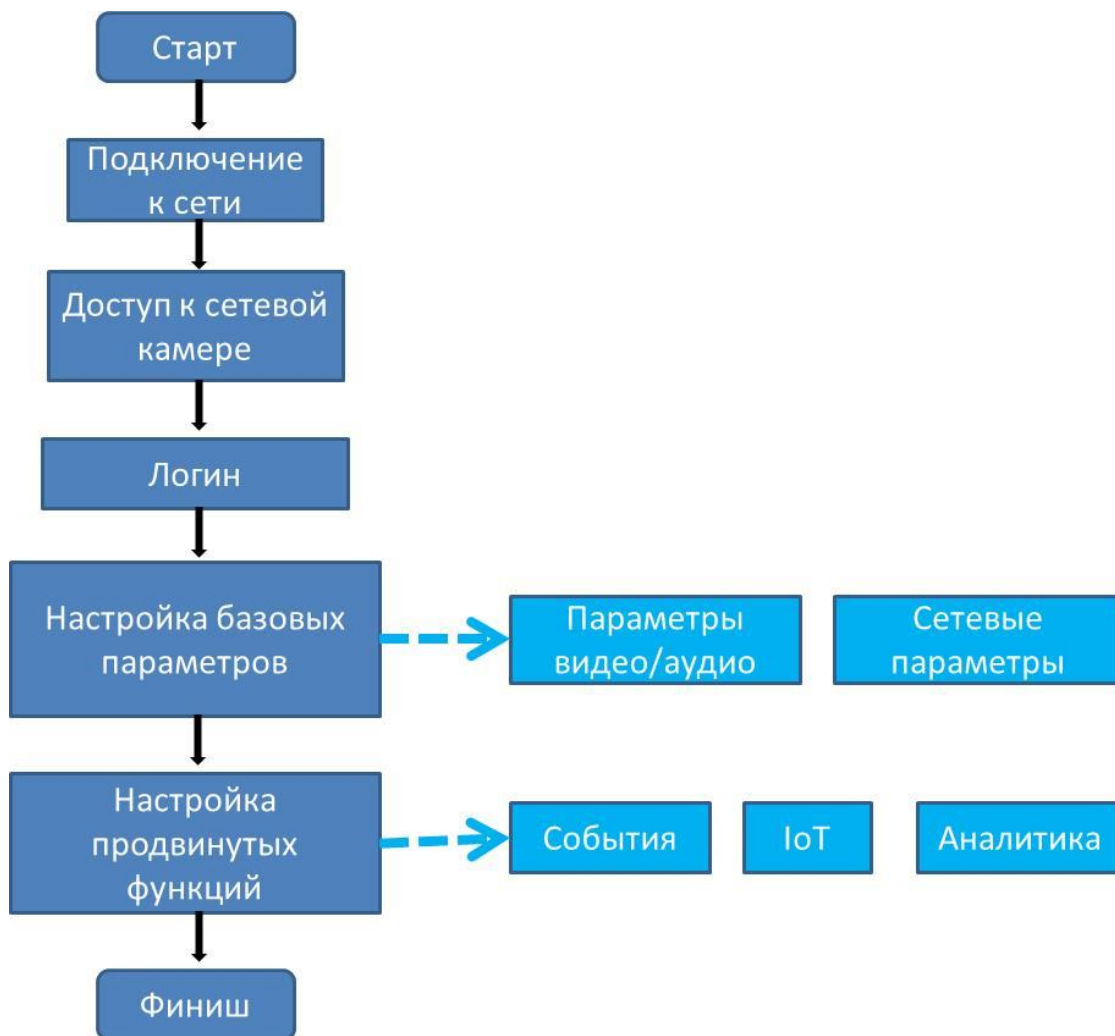 Старт
Подключение
к сети
Доступ к сетевой
камере
Логин
Настройка базовых
параметров
Параметры
видео/аудио
Сетевые
параметры
Настройка
продвинутых
функций
События
IoT
Аналитика
Финиш